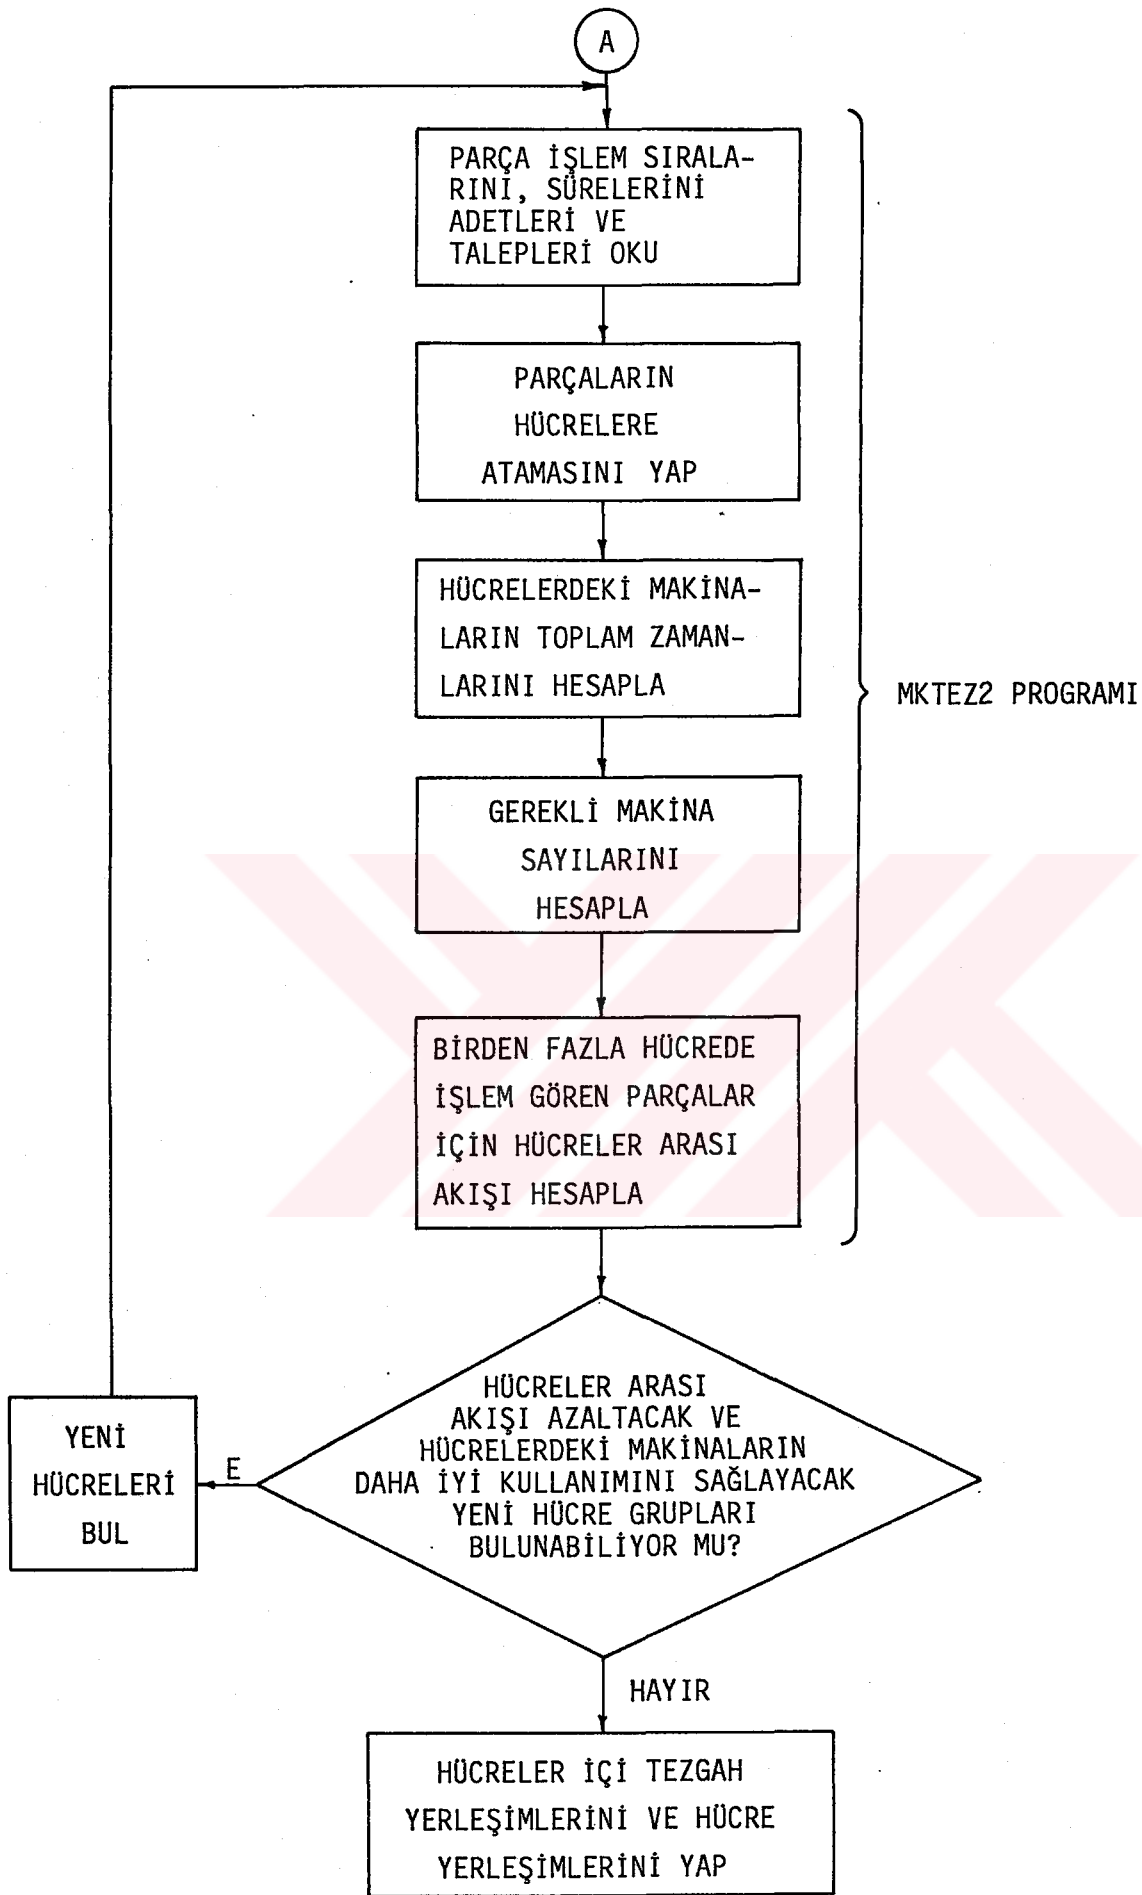 A
PARÇA İŞLEM SIRALA-
RINI, SÜRELERİNİ
ADETLERİ VE
TALEPLERİ OKU
PARÇALARIN
HÜCRELERE
ATAMASINI YAP
HÜCRELERDEKİ MAKİNA-
LARIN TOPLAM ZAMAN-
LARINI HESAPLA
MKTEZ2 PROGRAMI
GEREKLİ MAKİNA
SAYILARINI
HESAPLA
BİRDEN FAZLA HÜCREDE
İŞLEM GÖREN PARÇALAR
İÇİN HÜCRELER ARASI
AKIŞI HESAPLA
HÜCRELER ARASI
AKIŞI AZALTACAK VE
HÜCRELERDEKİ MAKİNALARIN
DAHA İYİ KULLANIMINI SAĞLAYACAK
YENİ HÜCRE GRUPLARI
BULUNABİLİYOR MU?
E
YENİ
HÜCRELERİ
BUL
HAYIR
HÜCRELER İÇİ TEZGAH
YERLEŞİMLERİNİ VE HÜCRE
YERLEŞİMLERİNİ YAP